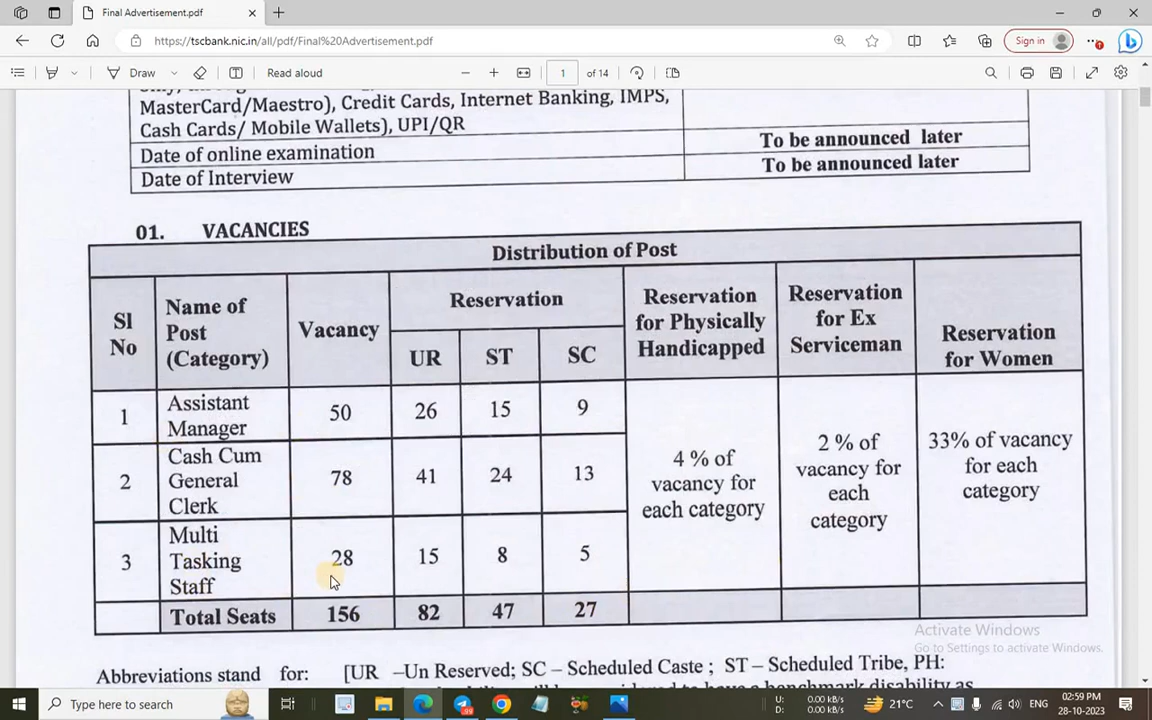 Final Advertisement.pdf
https://tscbank.nic.in/all/pdf/Final%20Advertisement.pdf
Sign in
Draw
Read aloud
1
of 14
MasterCard/Maestro), Credit Cards, Internet Banking, IMPS,
Cash Cards/ Mobile Wallets), UPI/QR
Date of online examination To be announced later
Date of Interview To be announced later
01. VACANCIES
Distribution of Post
Sl No
Name of Post (Category)
Vacancy
Reservation
UR ST SC
Reservation for Physically Handicapped
Reservation for Ex Serviceman
Reservation for Women
1 Assistant Manager 50 26 15 9
2 Cash Cum General Clerk 78 41 24 13
3 Multi Tasking Staff 28 15 8 5
4 % of vacancy for each category
2 % of vacancy for each category
33% of vacancy for each category
Total Seats 156 82 47 27
Abbreviations stand for: [UR –Un Reserved; SC – Scheduled Caste ; ST – Scheduled Tribe, PH:
Activate Windows
Go to Settings to activate Windows.
Type here to search
99
U: 0.00 kB/s
D: 0.00 kB/s
21°C
ENG
02:59 PM
28-10-2023